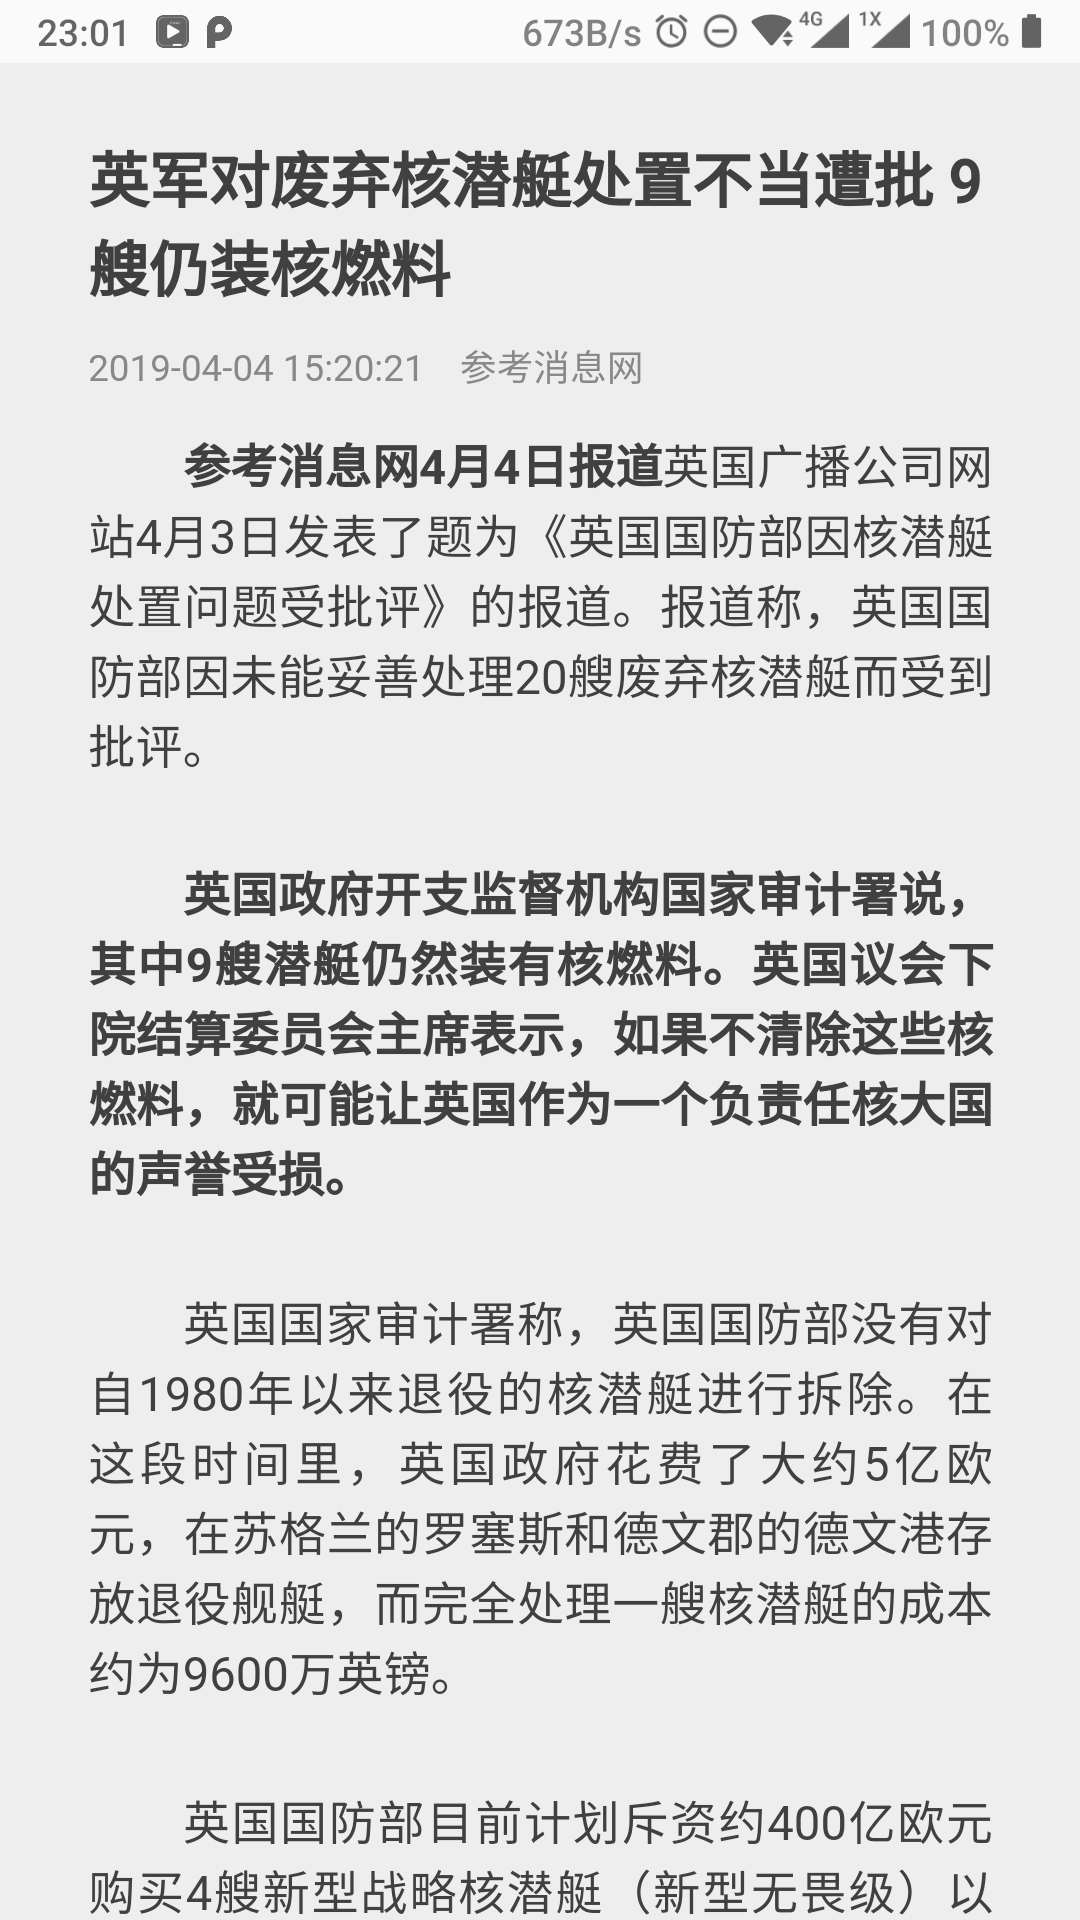 23:01 673B/s 4G 1X 100%
英军对废弃核潜艇处置不当遭批 9
艘仍装核燃料
2019-04-04 15:20:21 参考消息网
参考消息网4月4日报道英国广播公司网
站4月3日发表了题为《英国国防部因核潜艇
处置问题受批评》的报道。报道称，英国国
防部因未能妥善处理20艘废弃核潜艇而受到
批评。
英国政府开支监督机构国家审计署说，
其中9艘潜艇仍然装有核燃料。英国议会下
院结算委员会主席表示，如果不清除这些核
燃料，就可能让英国作为一个负责任核大国
的声誉受损。
英国国家审计署称，英国国防部没有对
自1980年以来退役的核潜艇进行拆除。在
这段时间里，英国政府花费了大约5亿欧
元，在苏格兰的罗塞斯和德文郡的德文港存
放退役舰艇，而完全处理一艘核潜艇的成本
约为9600万英镑。
英国国防部目前计划斥资约400亿欧元
购买4艘新型战略核潜艇（新型无畏级）以